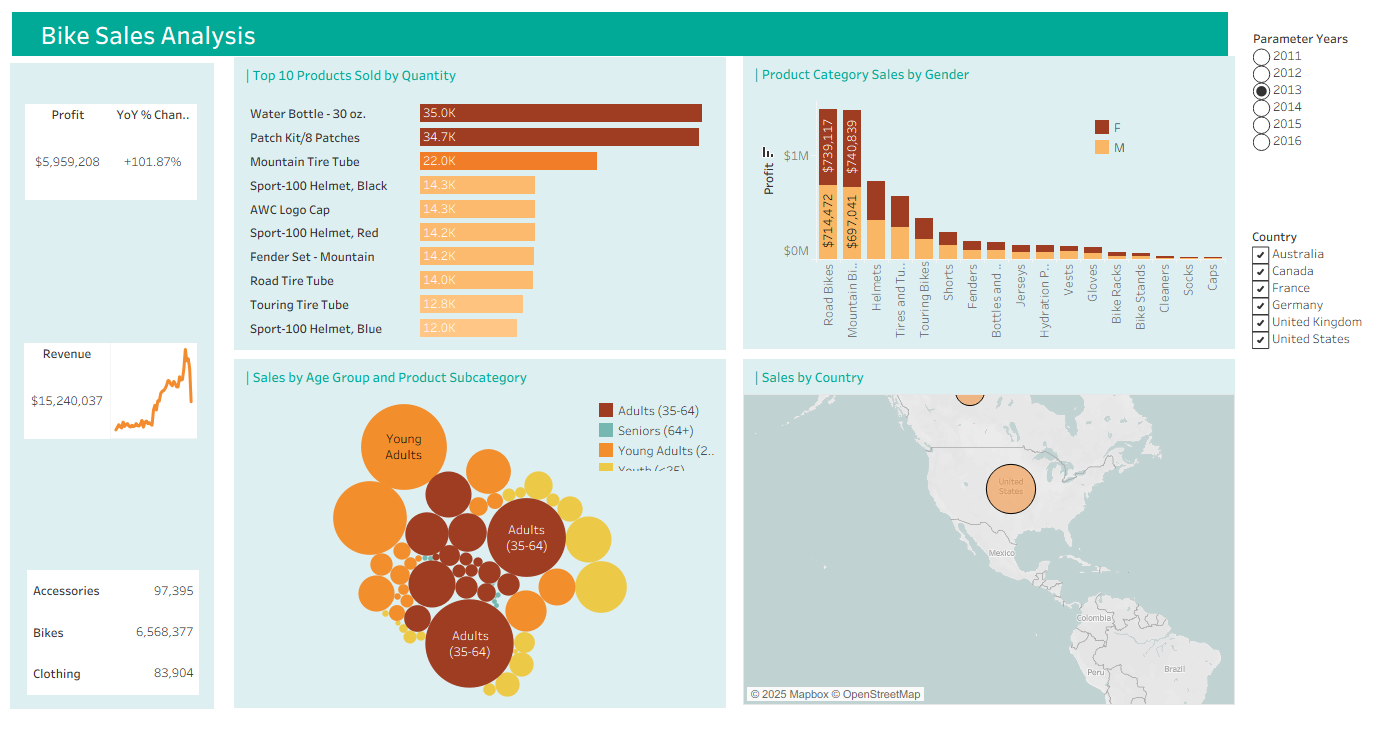 Bike Sales Analysis
Profit YoY % Chan..
$5,959,208 +101.87%
Revenue
$15,240,037
Accessories 97,395
Bikes 6,568,377
Clothing 83,904
| Top 10 Products Sold by Quantity
Water Bottle - 30 oz. 35.0K
Patch Kit/8 Patches 34.7K
Mountain Tire Tube 22.0K
Sport-100 Helmet, Black 14.3K
AWC Logo Cap 14.3K
Sport-100 Helmet, Red 14.2K
Fender Set - Mountain 14.2K
Road Tire Tube 14.0K
Touring Tire Tube 12.8K
Sport-100 Helmet, Blue 12.0K
| Product Category Sales by Gender
Profit
$1M
$0M
$739,117
$714,472
$740,839
$697,041
F
M
Road Bikes
Mountain Bi..
Helmets
Tires and Tu..
Touring Bikes
Shorts
Fenders
Bottles and ..
Jerseys
Hydration P..
Vests
Gloves
Bike Racks
Bike Stands
Cleaners
Socks
Caps
| Sales by Age Group and Product Subcategory
Young
Adults
Adults
(35-64)
Adults
(35-64)
Adults (35-64)
Seniors (64+)
Young Adults (2..
Youth (<25)
| Sales by Country
United
States
Mexico
Colombia
Peru
Brazil
© 2025 Mapbox © OpenStreetMap
Parameter Years
2011
2012
2013
2014
2015
2016
Country
Australia
Canada
France
Germany
United Kingdom
United States